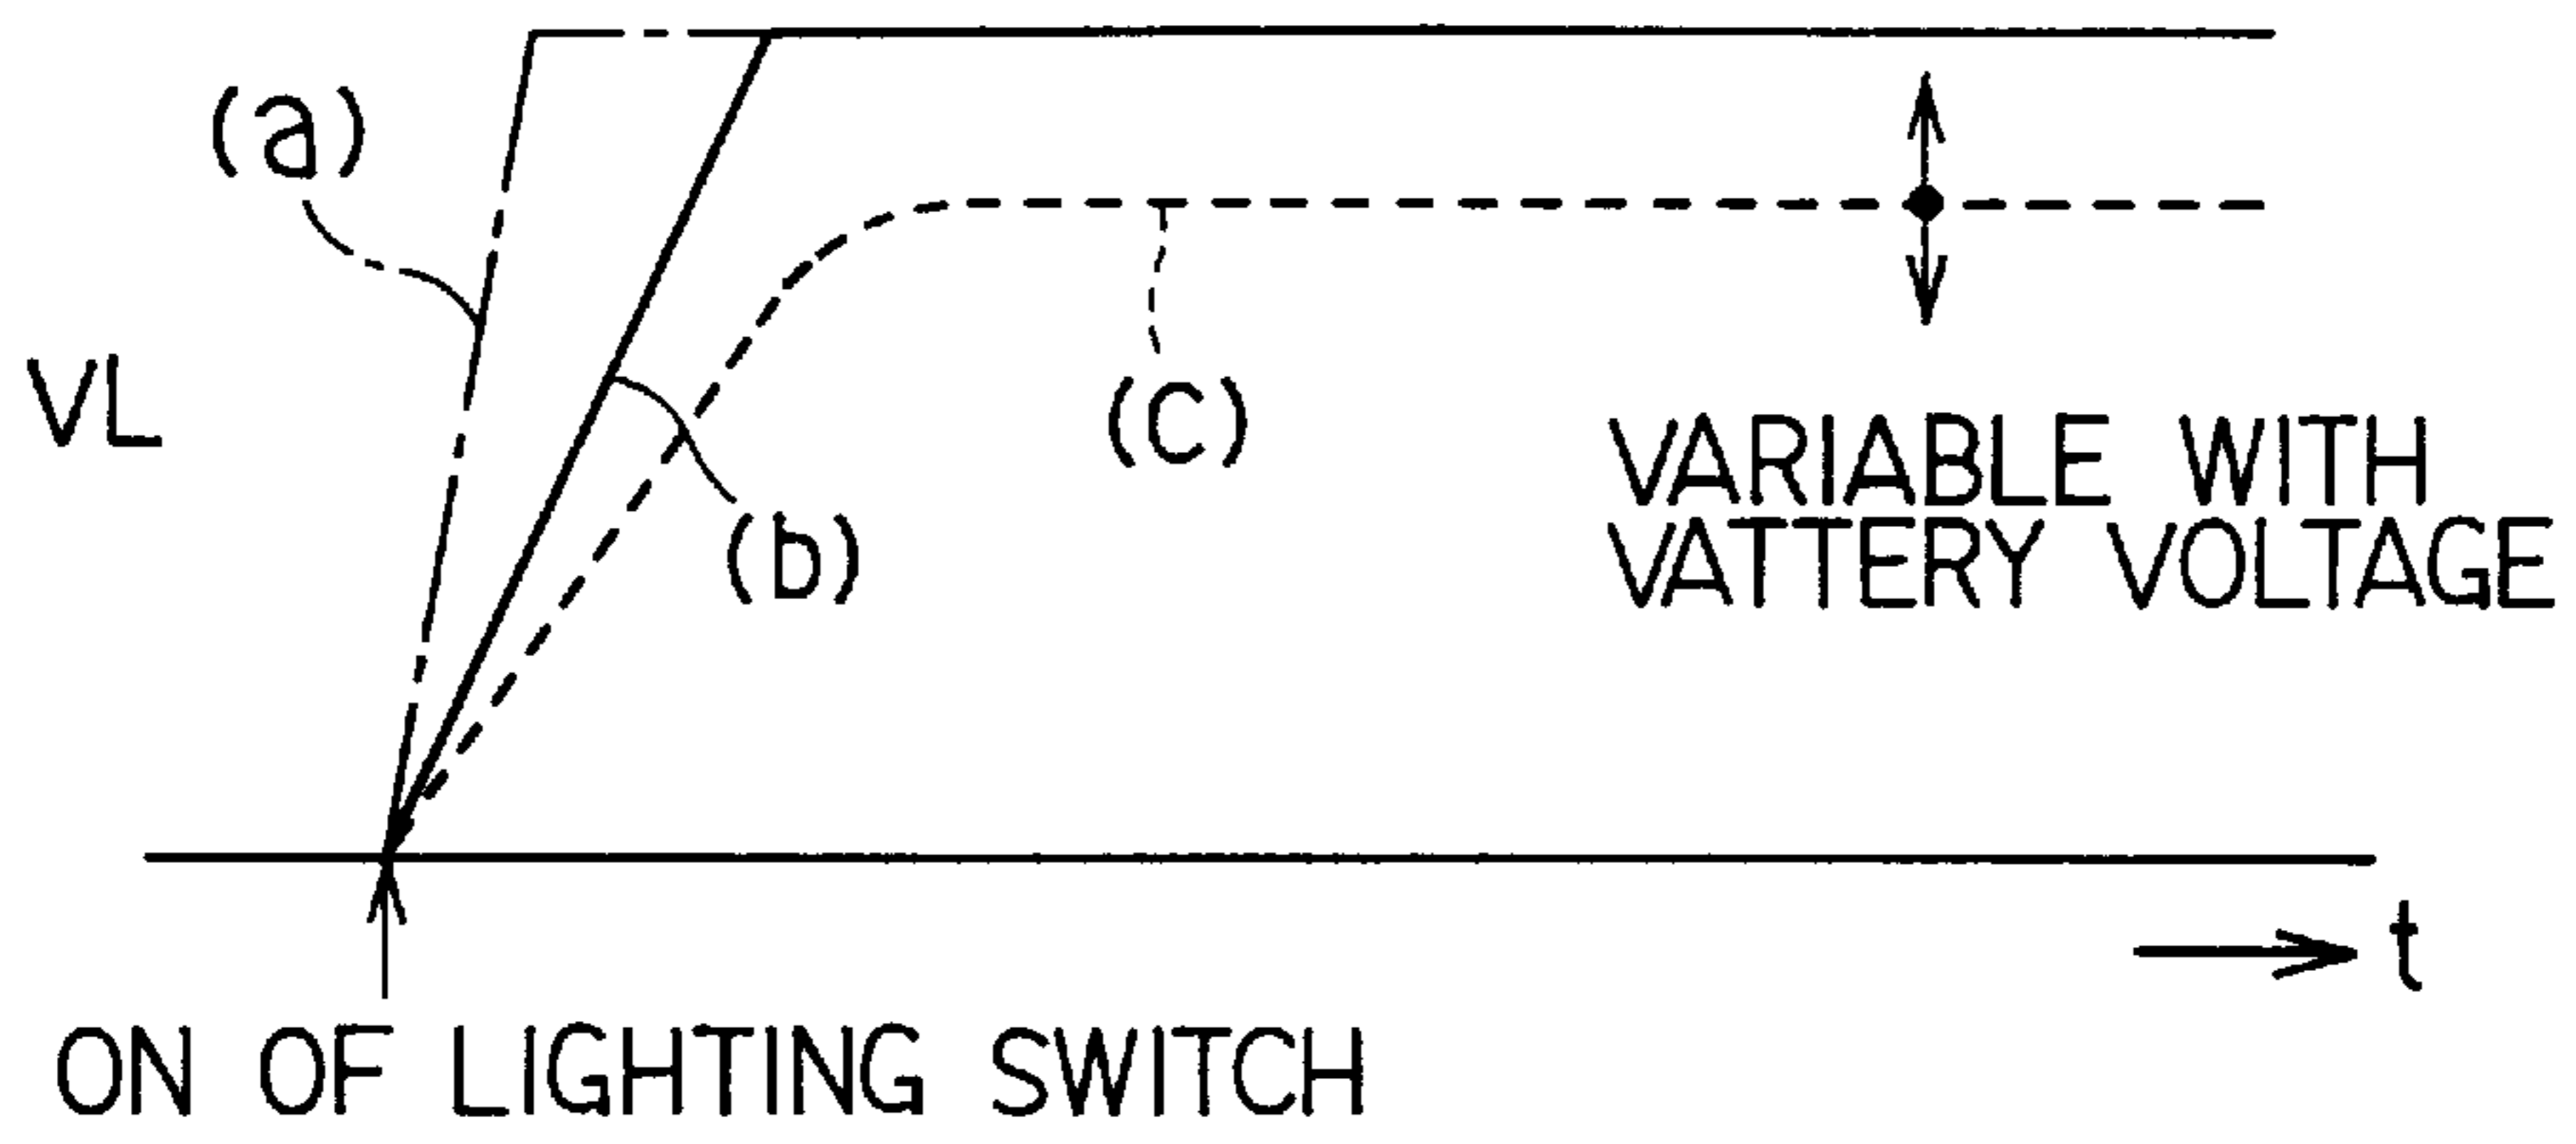 (a)
VL
(b)
(c)
VARIABLE WITH
VATTERY VOLTAGE
t
ON OF LIGHTING SWITCH